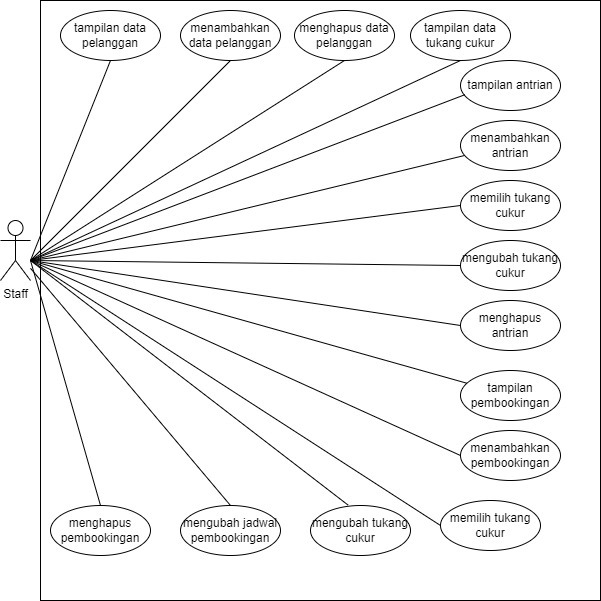 tampilan data
pelanggan
menambahkan
data pelanggan
menghapus data
pelanggan
tampilan data
tukang cukur
tampilan antrian
menambahkan
antrian
memilih tukang
cukur
mengubah tukang
cukur
Staff
menghapus
antrian
tampilan
pembookingan
menambahkan
pembookingan
menghapus
pembookingan
mengubah jadwal
pembookingan
mengubah tukang
cukur
memilih tukang
cukur